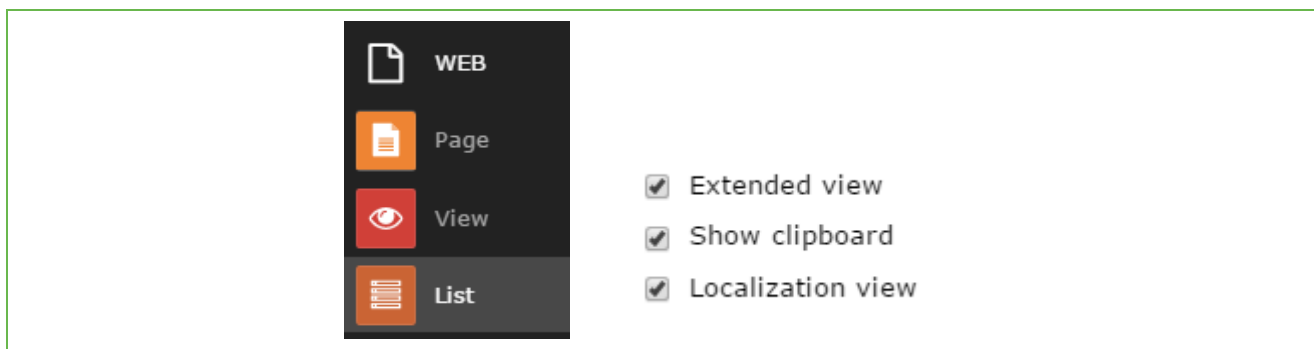 WEB
Page
View
List
Extended view
Show clipboard
Localization view